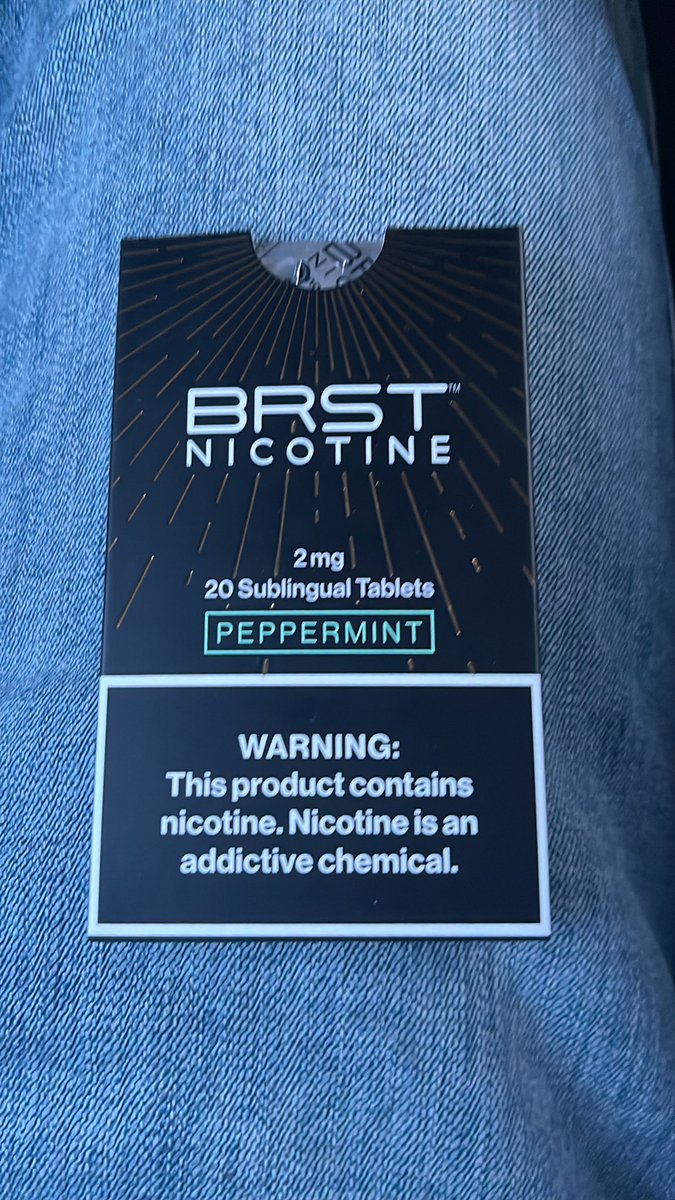 BRST™
NICOTINE
2mg
20 Sublingual Tablets
PEPPERMINT
WARNING:
This product contains
nicotine. Nicotine is an
addictive chemical.